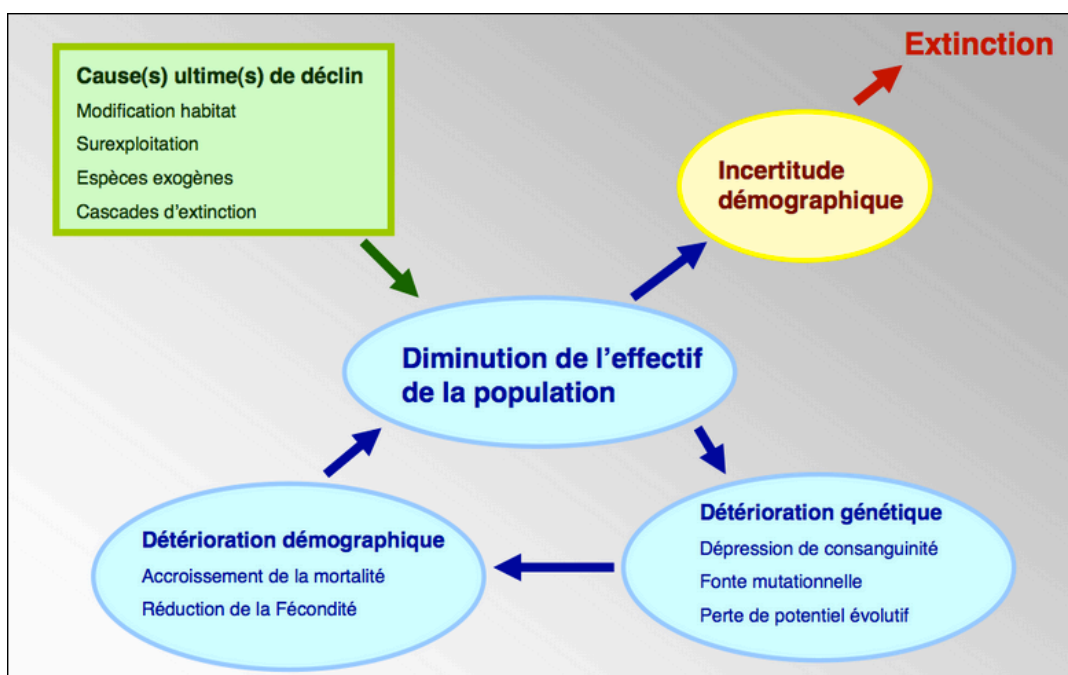 Cause(s) ultime(s) de déclin
Modification habitat
Surexploitation
Espèces exogènes
Cascades d'extinction
Extinction
Incertitude
démographique
Diminution de l'effectif
de la population
Détérioration démographique
Accroissement de la mortalité
Réduction de la Fécondité
Détérioration génétique
Dépression de consanguinité
Fonte mutationnelle
Perte de potentiel évolutif